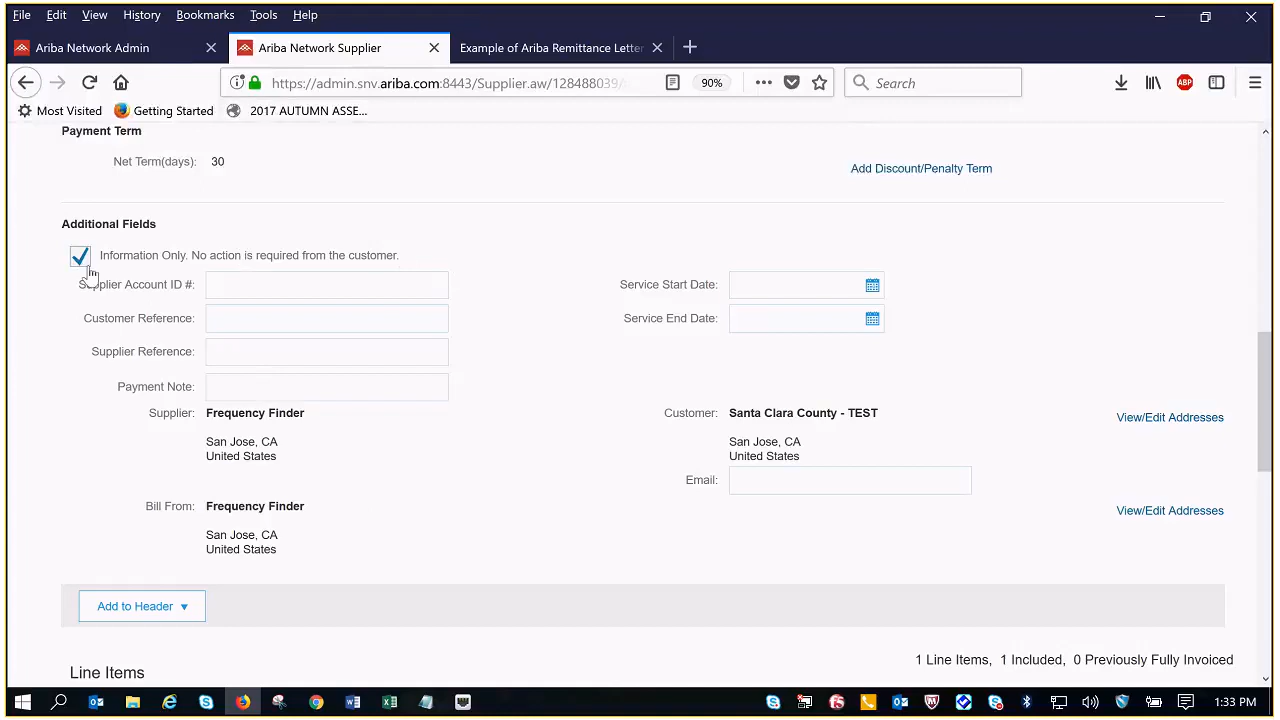 File Edit View History Bookmarks Tools Help
Ariba Network Admin
Ariba Network Supplier
Example of Ariba Remittance Letter
https://admin.snv.ariba.com:8443/Supplier.aw/128488039/
90%
Search
Most Visited
Getting Started
2017 AUTUMN ASSE...
Payment Term
Net Term(days): 30
Add Discount/Penalty Term
Additional Fields
Information Only. No action is required from the customer.
Supplier Account ID #:
Service Start Date:
Customer Reference:
Service End Date:
Supplier Reference:
Payment Note:
Supplier: Frequency Finder
Customer: Santa Clara County - TEST
View/Edit Addresses
San Jose, CA
United States
San Jose, CA
United States
Email:
Bill From: Frequency Finder
View/Edit Addresses
San Jose, CA
United States
Add to Header
1 Line Items, 1 Included, 0 Previously Fully Invoiced
Line Items
1:33 PM